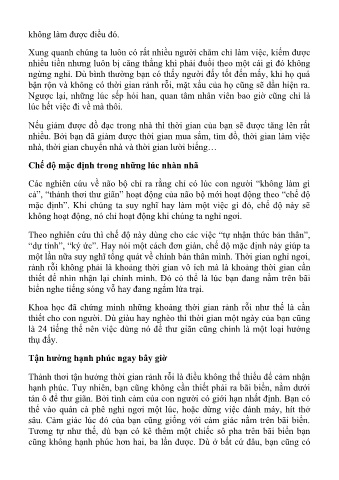 không làm được điều đó.
Xung quanh chúng ta luôn có rất nhiều người chăm chỉ làm việc, kiếm được
nhiều tiền nhưng luôn bị căng thẳng khi phải đuổi theo một cái gì đó không
ngừng nghỉ. Dù bình thường bạn có thấy người đấy tốt đến mấy, khi họ quá
bận rộn và không có thời gian rảnh rỗi, mặt xấu của họ cũng sẽ dần hiện ra.
Ngược lại, những lúc sếp hỏi han, quan tâm nhân viên bao giờ cũng chỉ là
lúc hết việc đi về mà thôi.
Nếu giảm được đồ đạc trong nhà thì thời gian của bạn sẽ được tăng lên rất
nhiều. Bởi bạn đã giảm được thời gian mua sắm, tìm đồ, thời gian làm việc
nhà, thời gian chuyển nhà và thời gian lười biếng…
Chế độ mặc định trong những lúc nhàn nhã
Các nghiên cứu về não bộ chỉ ra rằng chỉ có lúc con người “không làm gì
cả”, “thảnh thơi thư giãn” hoạt động của não bộ mới hoạt động theo “chế độ
mặc định”. Khi chúng ta suy nghĩ hay làm một việc gì đó, chế độ này sẽ
không hoạt động, nó chỉ hoạt động khi chúng ta nghỉ ngơi.
Theo nghiên cứu thì chế độ này dùng cho các việc “tự nhận thức bản thân”,
“dự tính”, “ký ức”. Hay nói một cách đơn giản, chế độ mặc định này giúp ta
một lần nữa suy nghĩ tổng quát về chính bản thân mình. Thời gian nghỉ ngơi,
rảnh rỗi không phải là khoảng thời gian vô ích mà là khoảng thời gian cần
thiết để nhìn nhận lại chính mình. Đó có thể là lúc bạn đang nằm trên bãi
biển nghe tiếng sóng vỗ hay đang ngắm lửa trại.
Khoa học đã chứng minh những khoảng thời gian rảnh rỗi như thế là cần
thiết cho con người. Dù giàu hay nghèo thì thời gian một ngày của bạn cũng
là 24 tiếng thế nên việc dùng nó để thư giãn cũng chính là một loại hưởng
thụ đấy.
Tận hưởng hạnh phúc ngay bây giờ
Thảnh thơi tận hưởng thời gian rảnh rỗi là điều không thể thiếu để cảm nhận
hạnh phúc. Tuy nhiên, bạn cũng không cần thiết phải ra bãi biển, nằm dưới
tán ô để thư giãn. Bởi tính cảm của con người có giới hạn nhất định. Bạn có
thể vào quán cà phê nghỉ ngơi một lúc, hoặc dừng việc đánh máy, hít thở
sâu. Cảm giác lúc đó của bạn cũng giống với cảm giác nằm trên bãi biển.
Tương tự như thế, dù bạn có kê thêm một chiếc sô pha trên bãi biển bạn
cũng không hạnh phúc hơn hai, ba lần được. Dù ở bất cứ đâu, bạn cũng có